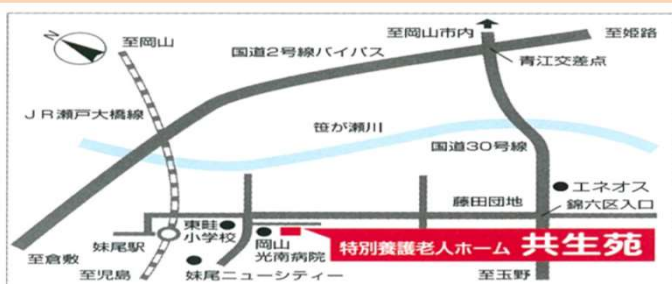 N
至岡山
国道2号線バイパス
至岡山市内
至姫路
青江交差点
JR瀬戸大橋線
笹が瀬川
国道30号線
エネオス
藤田団地
錦六区入口
東畦
小学校
妹尾駅
岡山
光南病院
特別養護老人ホーム 共生苑
至倉敷
至児島
妹尾ニューシティー
至玉野